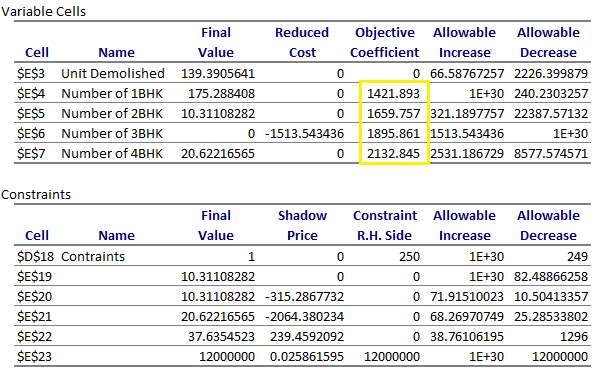 Variable Cells
Final Reduced Objective Allowable Allowable
Cell Name Value Cost Coefficient Increase Decrease
$E$3 Unit Demolished 139.3905641 0 0 66.58767257 2226.399879
$E$4 Number of 1BHK 175.288408 0 1421.893 1E+30 240.2303257
$E$5 Number of 2BHK 10.31108282 0 1659.757 321.1897757 22387.57132
$E$6 Number of 3BHK 0 -1513.543436 1895.861 1513.543436 1E+30
$E$7 Number of 4BHK 20.62216565 0 2132.845 2531.186729 8577.574571
Constraints
Final Shadow Constraint Allowable Allowable
Cell Name Value Price R.H. Side Increase Decrease
$D$18 Contraints 1 0 250 1E+30 249
$E$19 10.31108282 0 0 1E+30 82.48866258
$E$20 10.31108282 -315.2867732 0 71.91510023 10.50413357
$E$21 20.62216565 -2064.380234 0 68.26970749 25.28533802
$E$22 37.6354523 239.4592092 0 38.76106195 1296
$E$23 12000000 0.025861595 12000000 1E+30 12000000